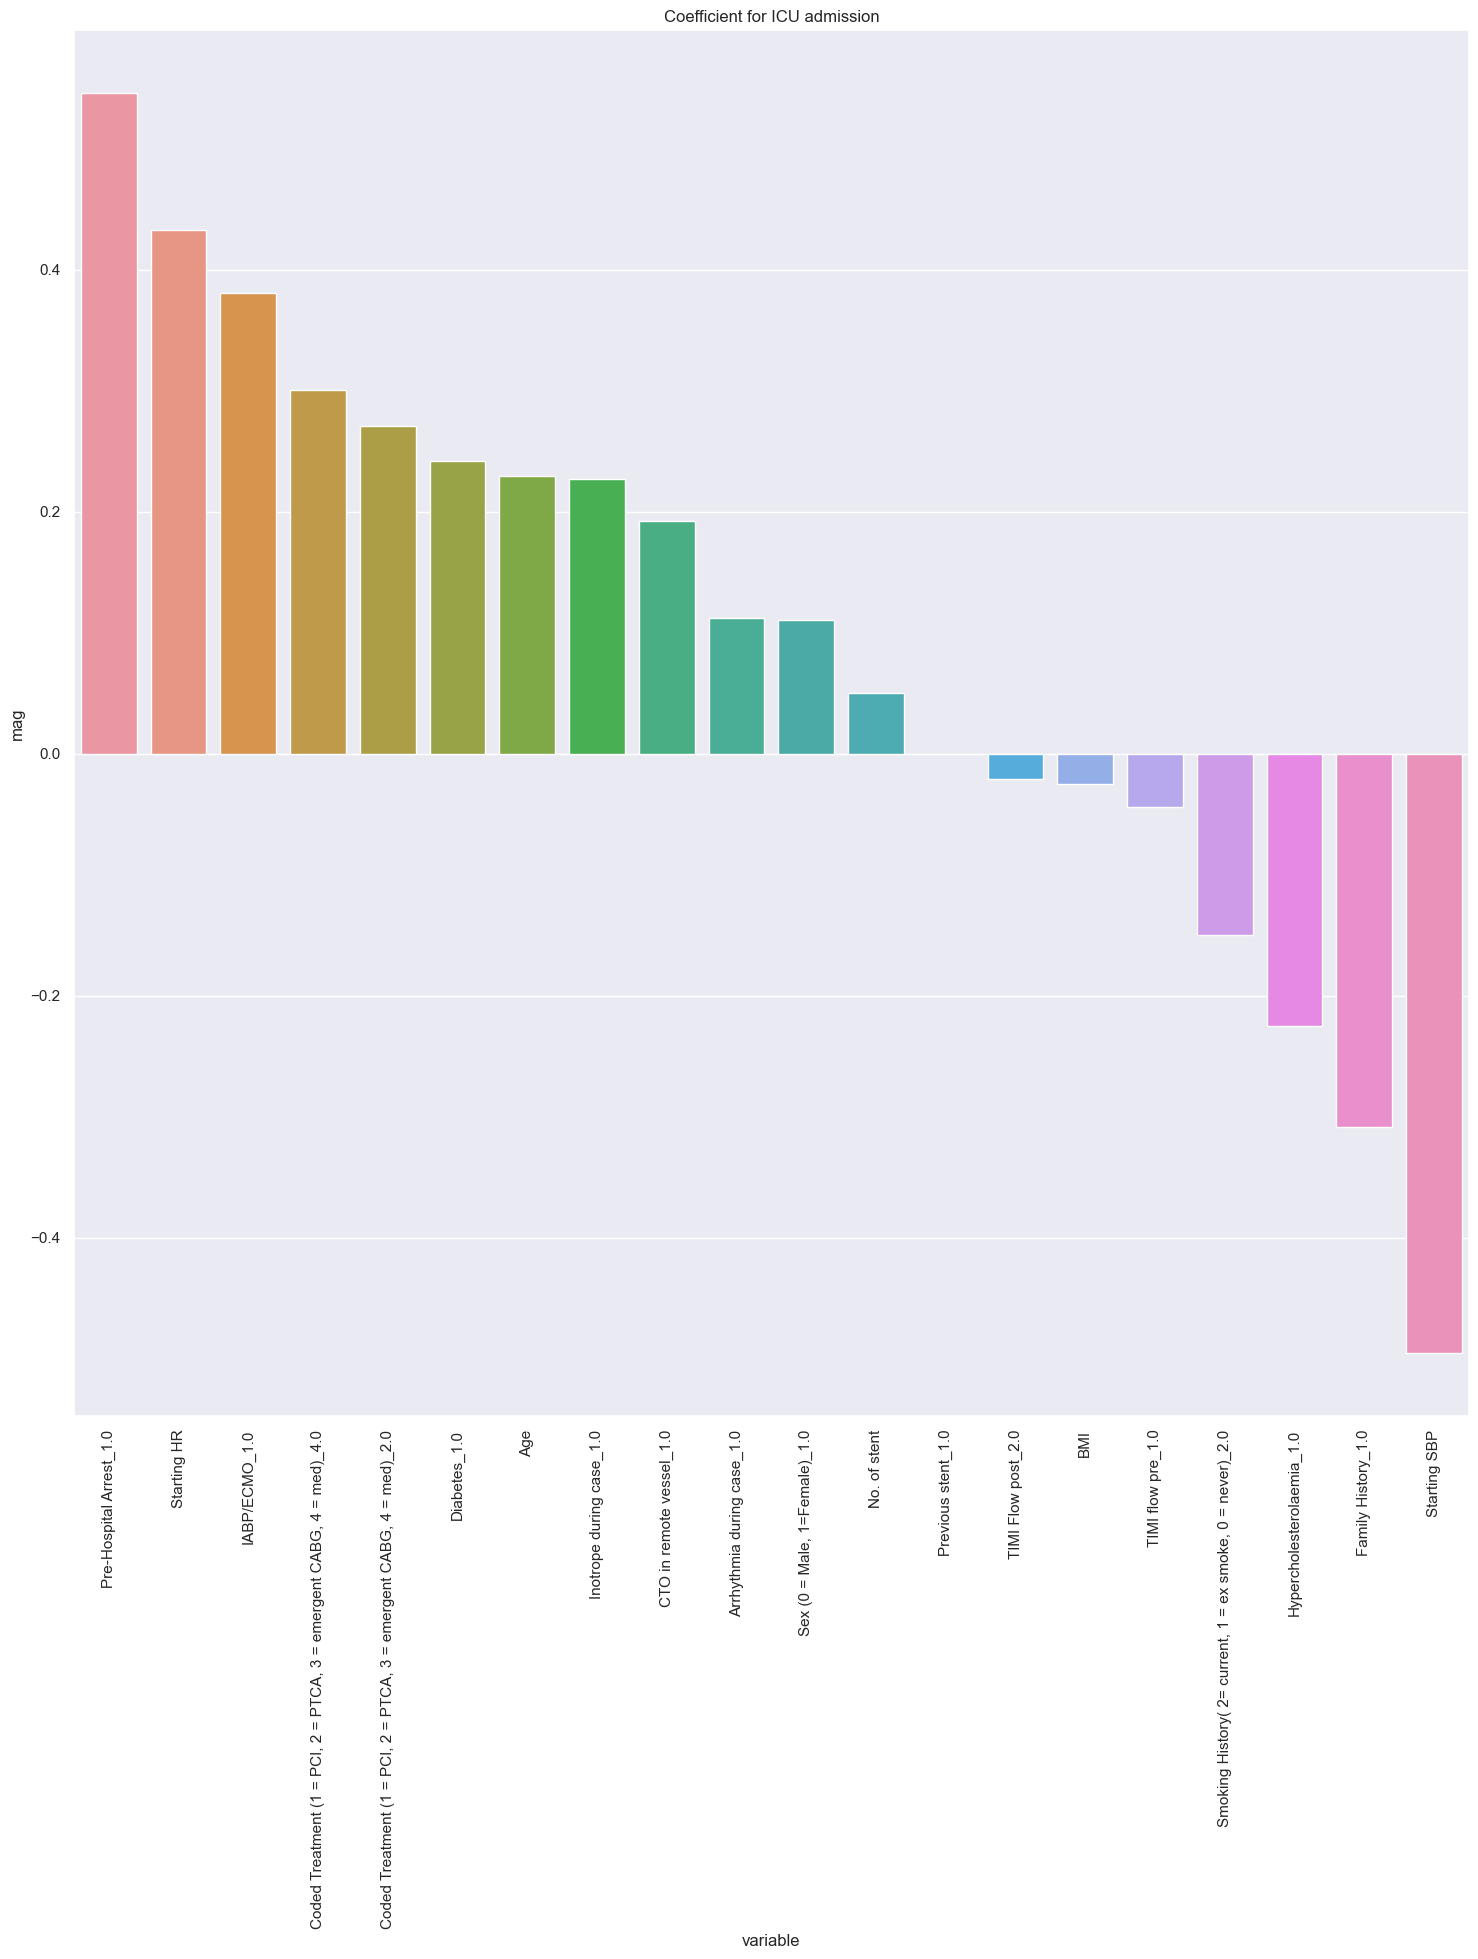 Coefficient for ICU admission
mag
0.4
0.2
0.0
−0.2
−0.4
Pre-Hospital Arrest_1.0
Starting HR
IABP/ECMO_1.0
Coded Treatment (1 = PCI, 2 = PTCA, 3 = emergent CABG, 4 = med)_4.0
Coded Treatment (1 = PCI, 2 = PTCA, 3 = emergent CABG, 4 = med)_2.0
Diabetes_1.0
Age
Inotrope during case_1.0
CTO in remote vessel_1.0
Arrhythmia during case_1.0
Sex (0 = Male, 1=Female)_1.0
No. of stent
Previous stent_1.0
TIMI Flow post_2.0
BMI
TIMI flow pre_1.0
Smoking History( 2= current, 1 = ex smoke, 0 = never)_2.0
Hypercholesterolaemia_1.0
Family History_1.0
Starting SBP
variable